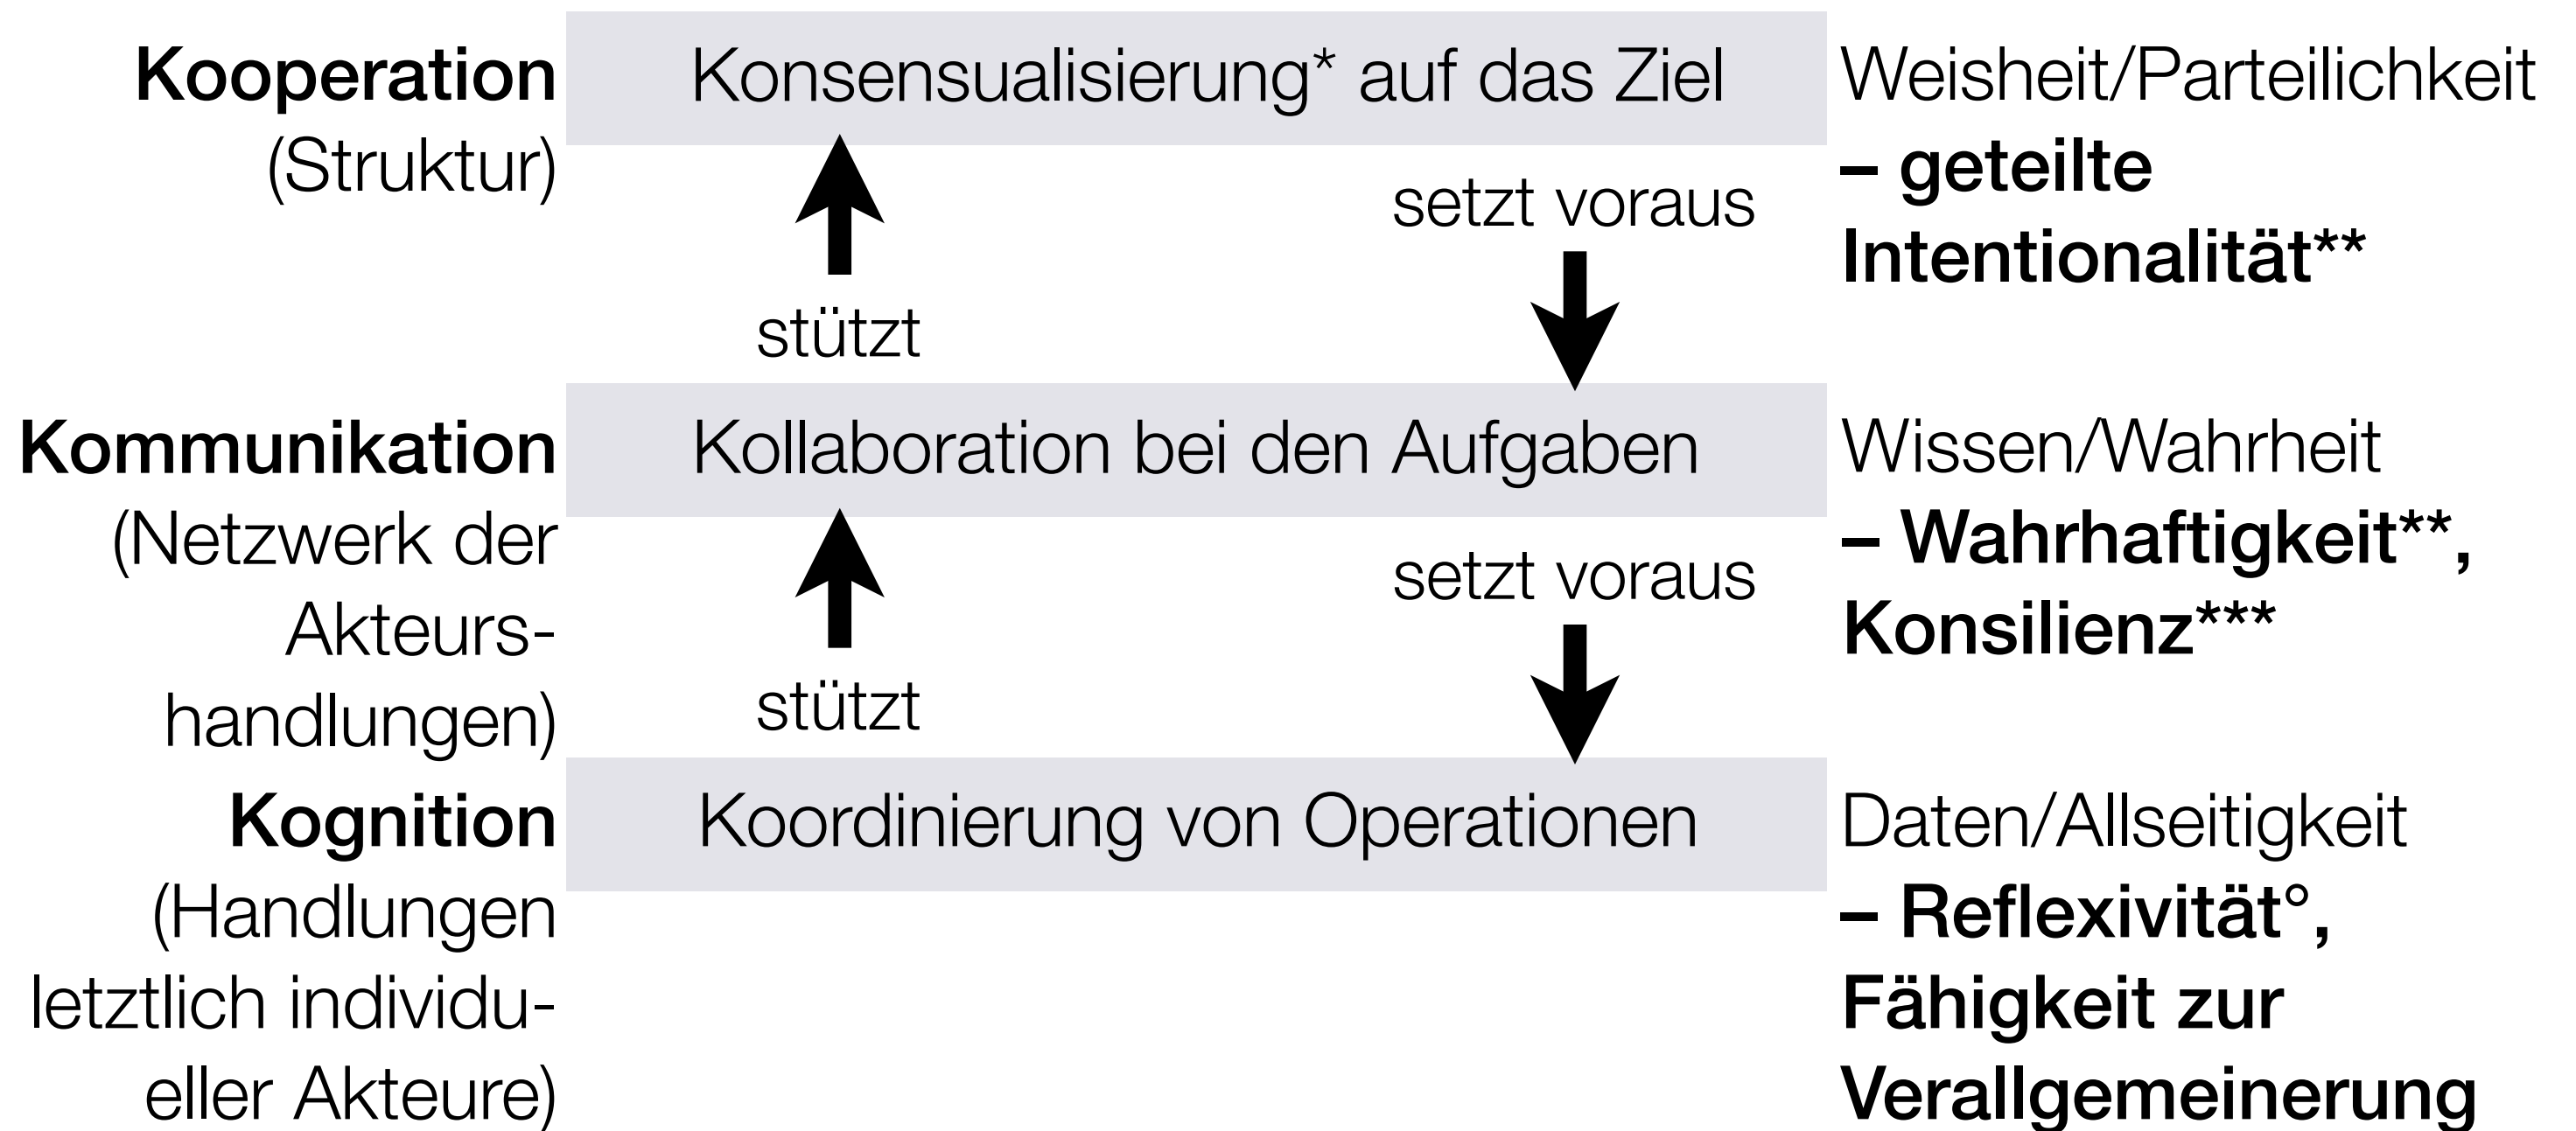 Kooperation
(Struktur)
Konsensualisierung* auf das Ziel
Weisheit/Parteilichkeit
– geteilte
Intentionalität**
stützt
setzt voraus
Kommunikation
(Netzwerk der
Akteurs-
handlungen)
Kollaboration bei den Aufgaben
Wissen/Wahrheit
– Wahrhaftigkeit**,
Konsilienz***
stützt
setzt voraus
Kognition
(Handlungen
letztlich individu-
eller Akteure)
Koordinierung von Operationen
Daten/Allseitigkeit
– Reflexivität°,
Fähigkeit zur
Verallgemeinerung